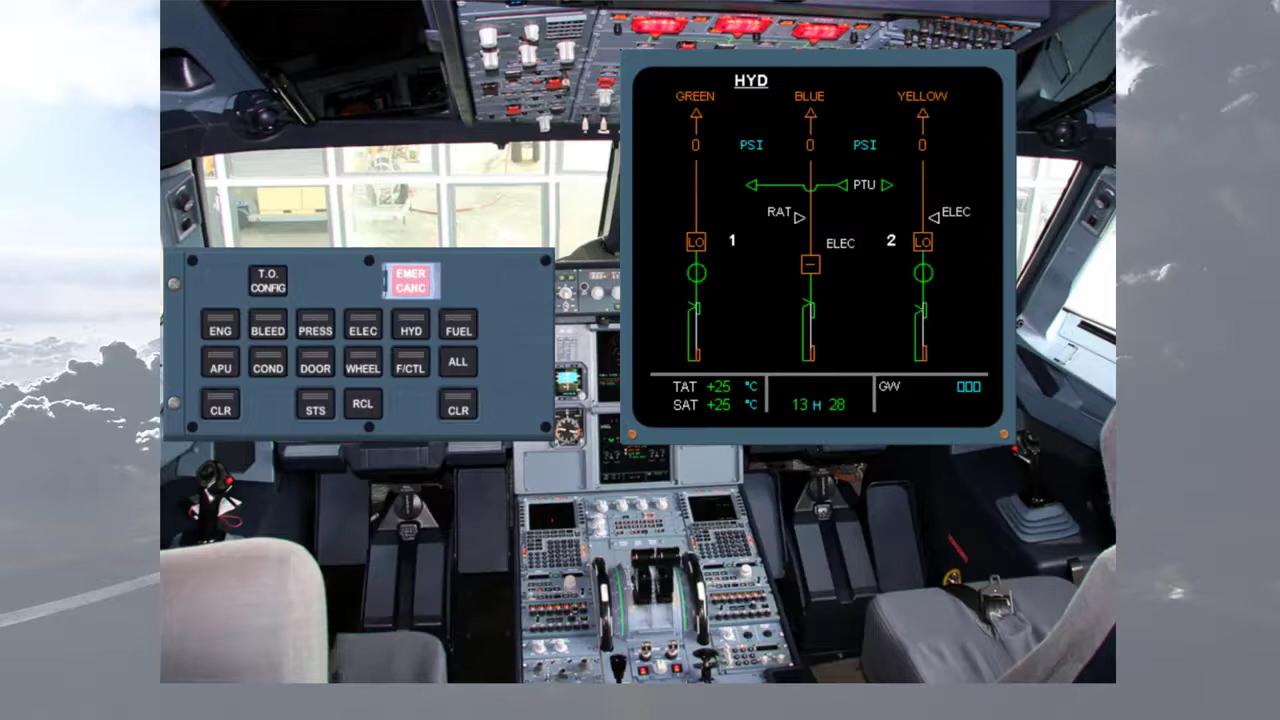 HYD
GREEN BLUE YELLOW
0 PSI 0 PSI 0
PTU
RAT ELEC
LO 1 ELEC 2 LO
TAT +25 °C GW
SAT +25 °C 13 H 28
T.O. CONFIG
EMER CANC
ENG BLEED PRESS ELEC HYD FUEL
APU COND DOOR WHEEL F/CTL ALL
CLR STS RCL CLR